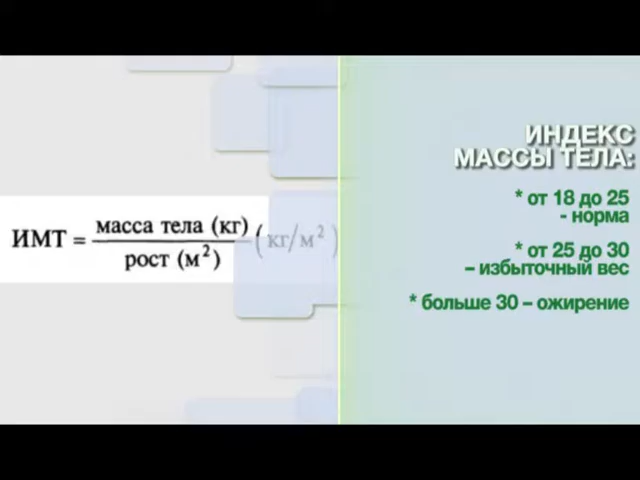 ИМТ = масса тела (кг) / рост (м²) (кг/м²)
ИНДЕКС
МАССЫ ТЕЛА:
* от 18 до 25
- норма
* от 25 до 30
– избыточный вес
* больше 30 – ожирение